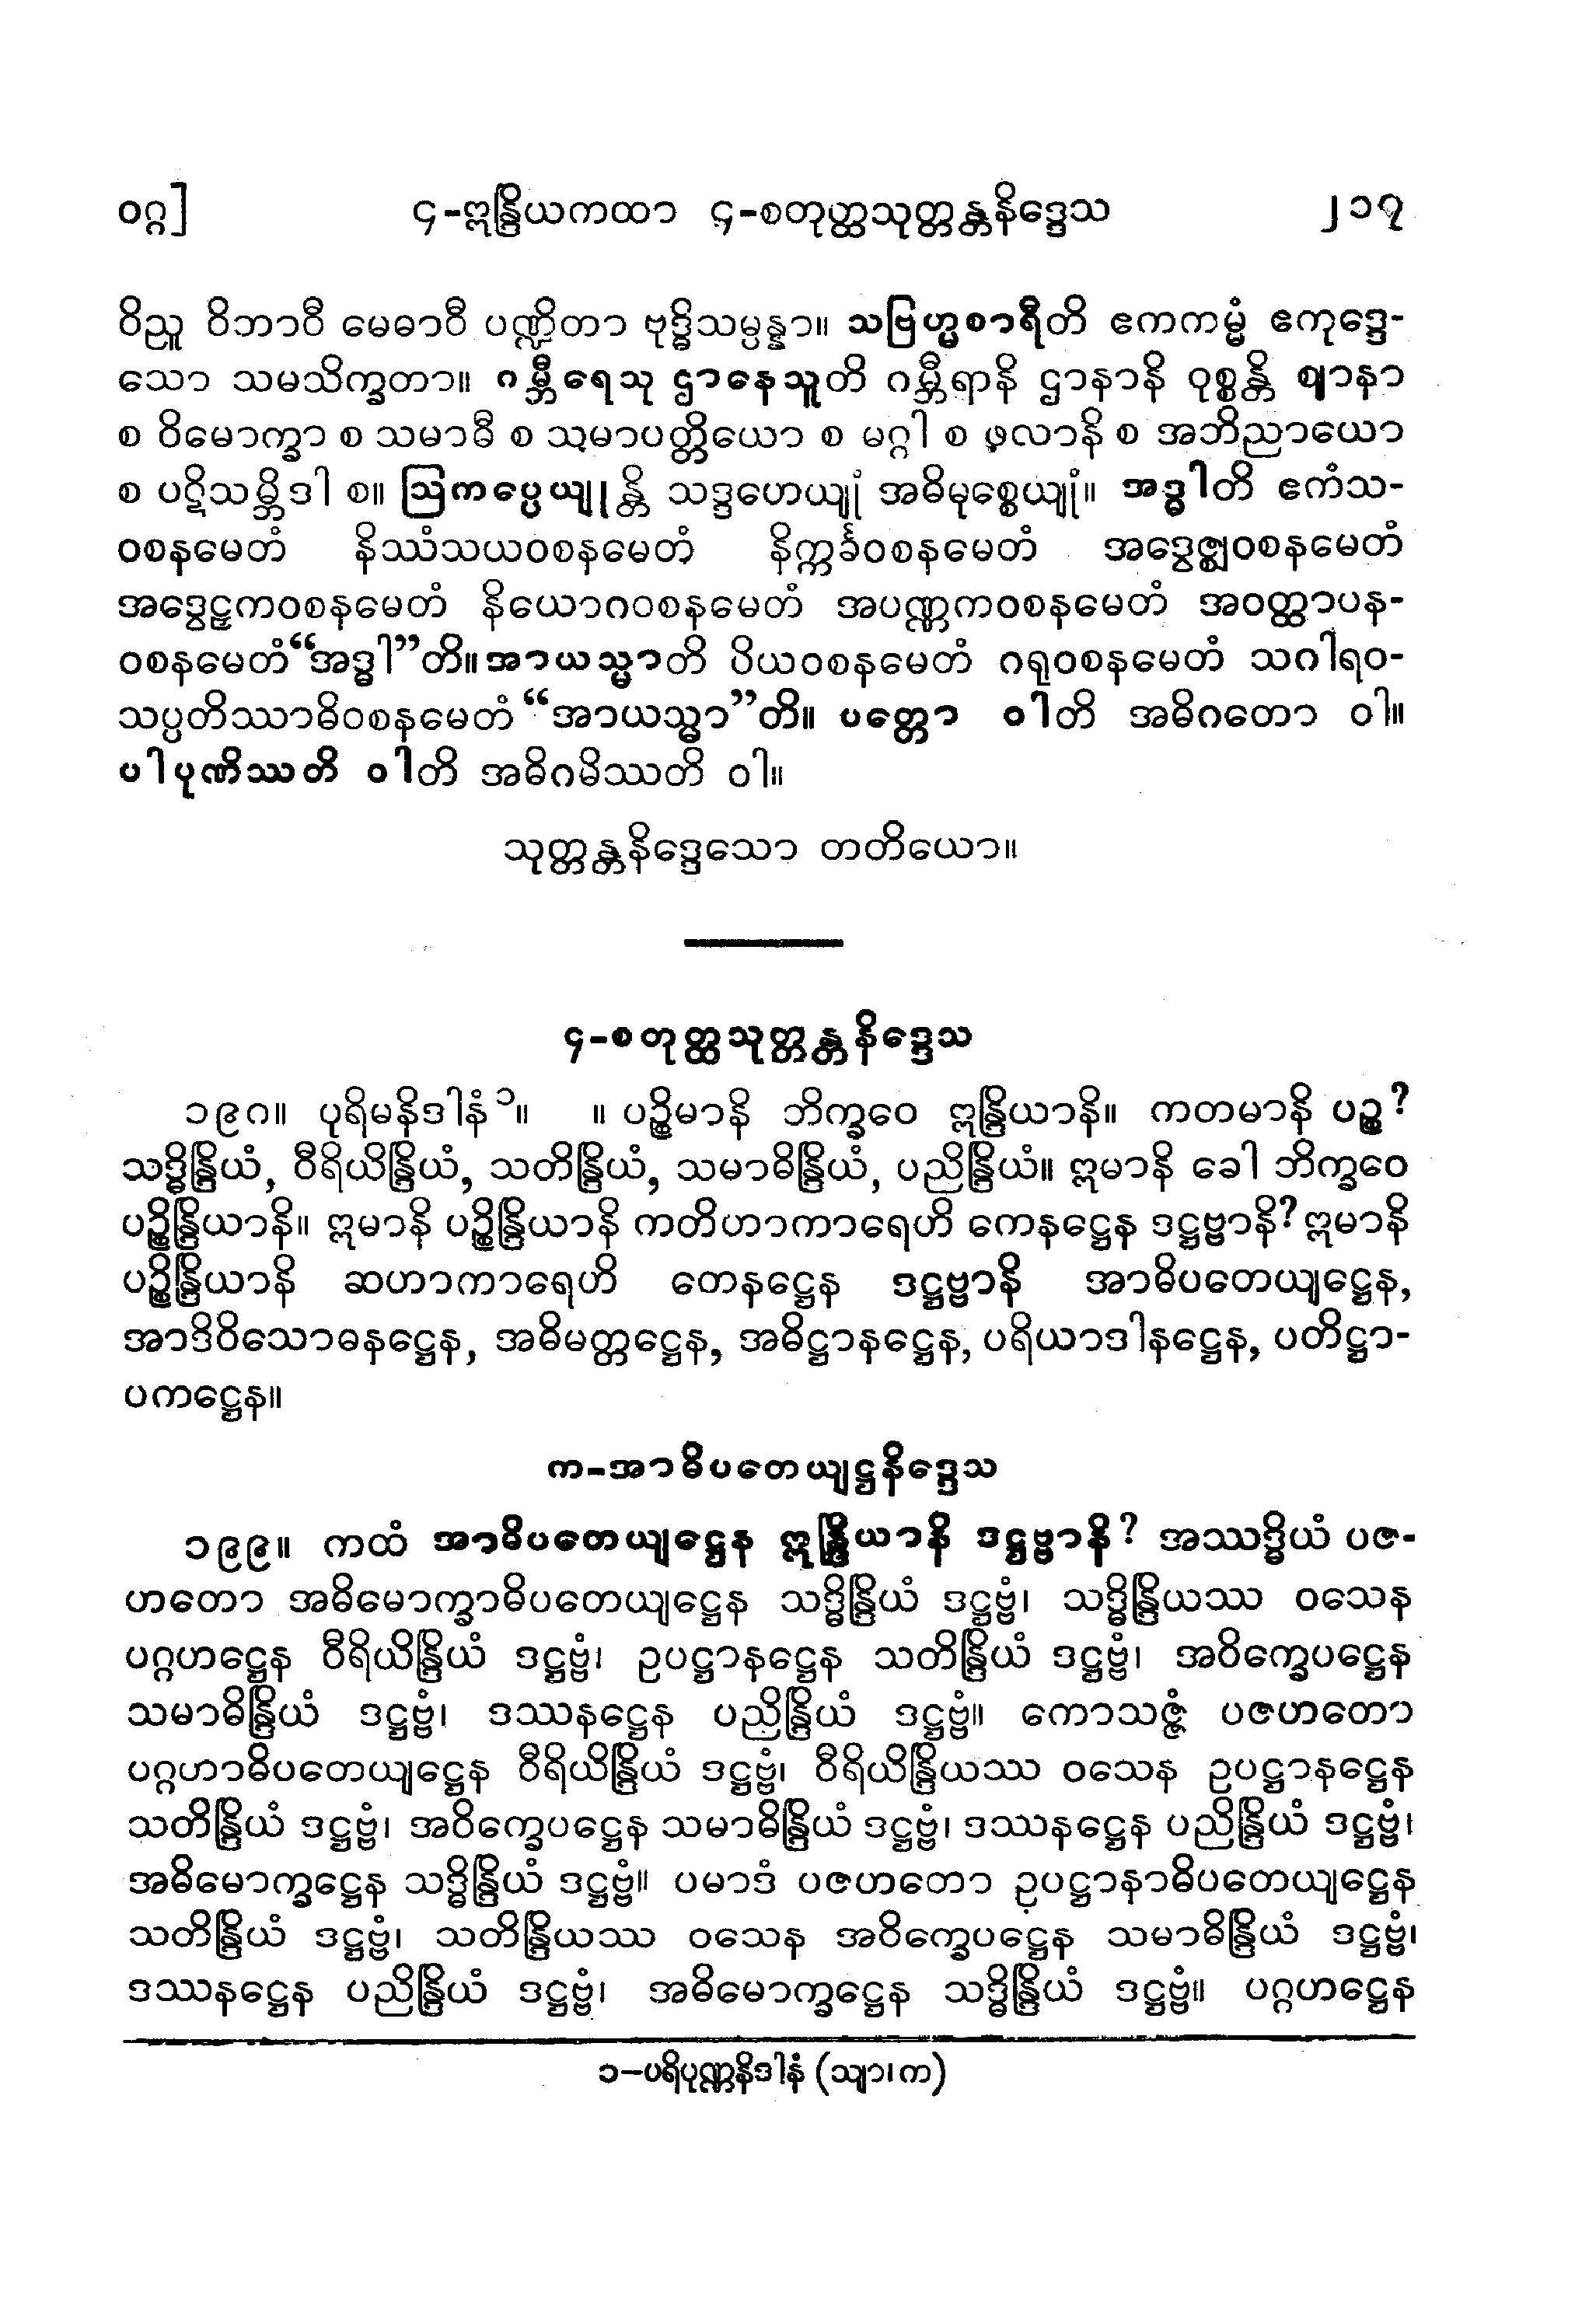 ဝဂ္ဂ] ၄-ဣန္ဒြိယကထာ ၄-စတုတ္ထသုတ္တန္တနိဒ္ဒေသ ၂၁၇
ဝိညူ ဝိဘာဝီ မေဓာဝီ ပဏ္ဍိတာ ဗုဒ္ဓိသမ္ပန္နာ။ သဗြဟ္မစာရီတိ ဧကကမ္မံ ဧကုဒ္ဒေ-
သော သမသိက္ခတာ။ ဂမ္ဘီရေသု ဌာနေသူတိ ဂမ္ဘီရာနိ ဌာနာနိ ဝုစ္စန္တိ ဈာနာ
စ ဝိမောက္ခာ စ သမာဓီ စ သမာပတ္တိယော စ မဂ္ဂါ စ ဖလာနိ စ အဘိညာယော
စ ပဋိသမ္ဘိဒါ စ။ ဩကပ္ပေယျုန္တိ သဒ္ဒဟေယျုံ အဓိမုစ္စေယျုံ။ အဒ္ဓါတိ ဧကံသ-
ဝစနမေတံ နိဿံသယဝစနမေတံ နိက္ကင်္ခဝစနမေတံ အဒွေဇ္ဈဝစနမေတံ
အဒွေဠှကဝစနမေတံ နိယောဂဝစနမေတံ အပဏ္ဏကဝစနမေတံ အဝတ္ထာပန-
ဝစနမေတံ“အဒ္ဓါ”တိ။ အာယသ္မာတိ ပိယဝစနမေတံ ဂရုဝစနမေတံ သဂါရဝ-
သပ္ပတိဿာဓိဝစနမေတံ “အာယသ္မာ”တိ။ ပတ္တော ဝါတိ အဓိဂတော ဝါ။
ပါပုဏိဿတိ ဝါတိ အဓိဂမိဿတိ ဝါ။
သုတ္တန္တနိဒ္ဒေသော တတိယော။
၄-စတုတ္ထသုတ္တန္တနိဒ္ဒေသ
၁၉၈။ ပုရိမနိဒါနံ ၁။ ။ ပဉ္စိမာနိ ဘိက္ခဝေ ဣန္ဒြိယာနိ။ ကတမာနိ ပဉ္စ?
သဒ္ဓိန္ဒြိယံ, ဝီရိယိန္ဒြိယံ, သတိန္ဒြိယံ, သမာဓိန္ဒြိယံ, ပညိန္ဒြိယံ။ ဣမာနိ ခေါ ဘိက္ခဝေ
ပဉ္စိန္ဒြိယာနိ။ ဣမာနိ ပဉ္စိန္ဒြိယာနိ ကတိဟာကာရေဟိ ကေနဋ္ဌေန ဒဋ္ဌဗ္ဗာနိ? ဣမာနိ
ပဉ္စိန္ဒြိယာနိ ဆဟာကာရေဟိ တေနဋ္ဌေန ဒဋ္ဌဗ္ဗာနိ အာဓိပတေယျဋ္ဌေန,
အာဒိဝိသောဓနဋ္ဌေန, အဓိမတ္တဋ္ဌေန, အဓိဋ္ဌာနဋ္ဌေန, ပရိယာဒါနဋ္ဌေန, ပတိဋ္ဌာ-
ပကဋ္ဌေန။
က-အာဓိပတေယျဋ္ဌနိဒ္ဒေသ
၁၉၉။ ကထံ အာဓိပတေယျဋ္ဌေန ဣန္ဒြိယာနိ ဒဋ္ဌဗ္ဗာနိ? အဿဒ္ဓိယံ ပဇ-
ဟတော အဓိမောက္ခာဓိပတေယျဋ္ဌေန သဒ္ဓိန္ဒြိယံ ဒဋ္ဌဗ္ဗံ၊ သဒ္ဓိန္ဒြိယဿ ဝသေန
ပဂ္ဂဟဋ္ဌေန ဝီရိယိန္ဒြိယံ ဒဋ္ဌဗ္ဗံ၊ ဥပဋ္ဌာနဋ္ဌေန သတိန္ဒြိယံ ဒဋ္ဌဗ္ဗံ၊ အဝိက္ခေပဋ္ဌေန
သမာဓိန္ဒြိယံ ဒဋ္ဌဗ္ဗံ၊ ဒဿနဋ္ဌေန ပညိန္ဒြိယံ ဒဋ္ဌဗ္ဗံ။ ကောသဇ္ဇံ ပဇဟတော
ပဂ္ဂဟာဓိပတေယျဋ္ဌေန ဝီရိယိန္ဒြိယံ ဒဋ္ဌဗ္ဗံ၊ ဝီရိယိန္ဒြိယဿ ဝသေန ဥပဋ္ဌာနဋ္ဌေန
သတိန္ဒြိယံ ဒဋ္ဌဗ္ဗံ၊ အဝိက္ခေပဋ္ဌေန သမာဓိန္ဒြိယံ ဒဋ္ဌဗ္ဗံ၊ ဒဿနဋ္ဌေန ပညိန္ဒြိယံ ဒဋ္ဌဗ္ဗံ၊
အဓိမောက္ခဋ္ဌေန သဒ္ဓိန္ဒြိယံ ဒဋ္ဌဗ္ဗံ။ ပမာဒံ ပဇဟတော ဥပဋ္ဌာနာဓိပတေယျဋ္ဌေန
သတိန္ဒြိယံ ဒဋ္ဌဗ္ဗံ၊ သတိန္ဒြိယဿ ဝသေန အဝိက္ခေပဋ္ဌေန သမာဓိန္ဒြိယံ ဒဋ္ဌဗ္ဗံ၊
ဒဿနဋ္ဌေန ပညိန္ဒြိယံ ဒဋ္ဌဗ္ဗံ၊ အဓိမောက္ခဋ္ဌေန သဒ္ဓိန္ဒြိယံ ဒဋ္ဌဗ္ဗံ။ ပဂ္ဂဟဋ္ဌေန
၁-ပရိပုဏ္ဏနိဒါနံ (သျာ၊ က)